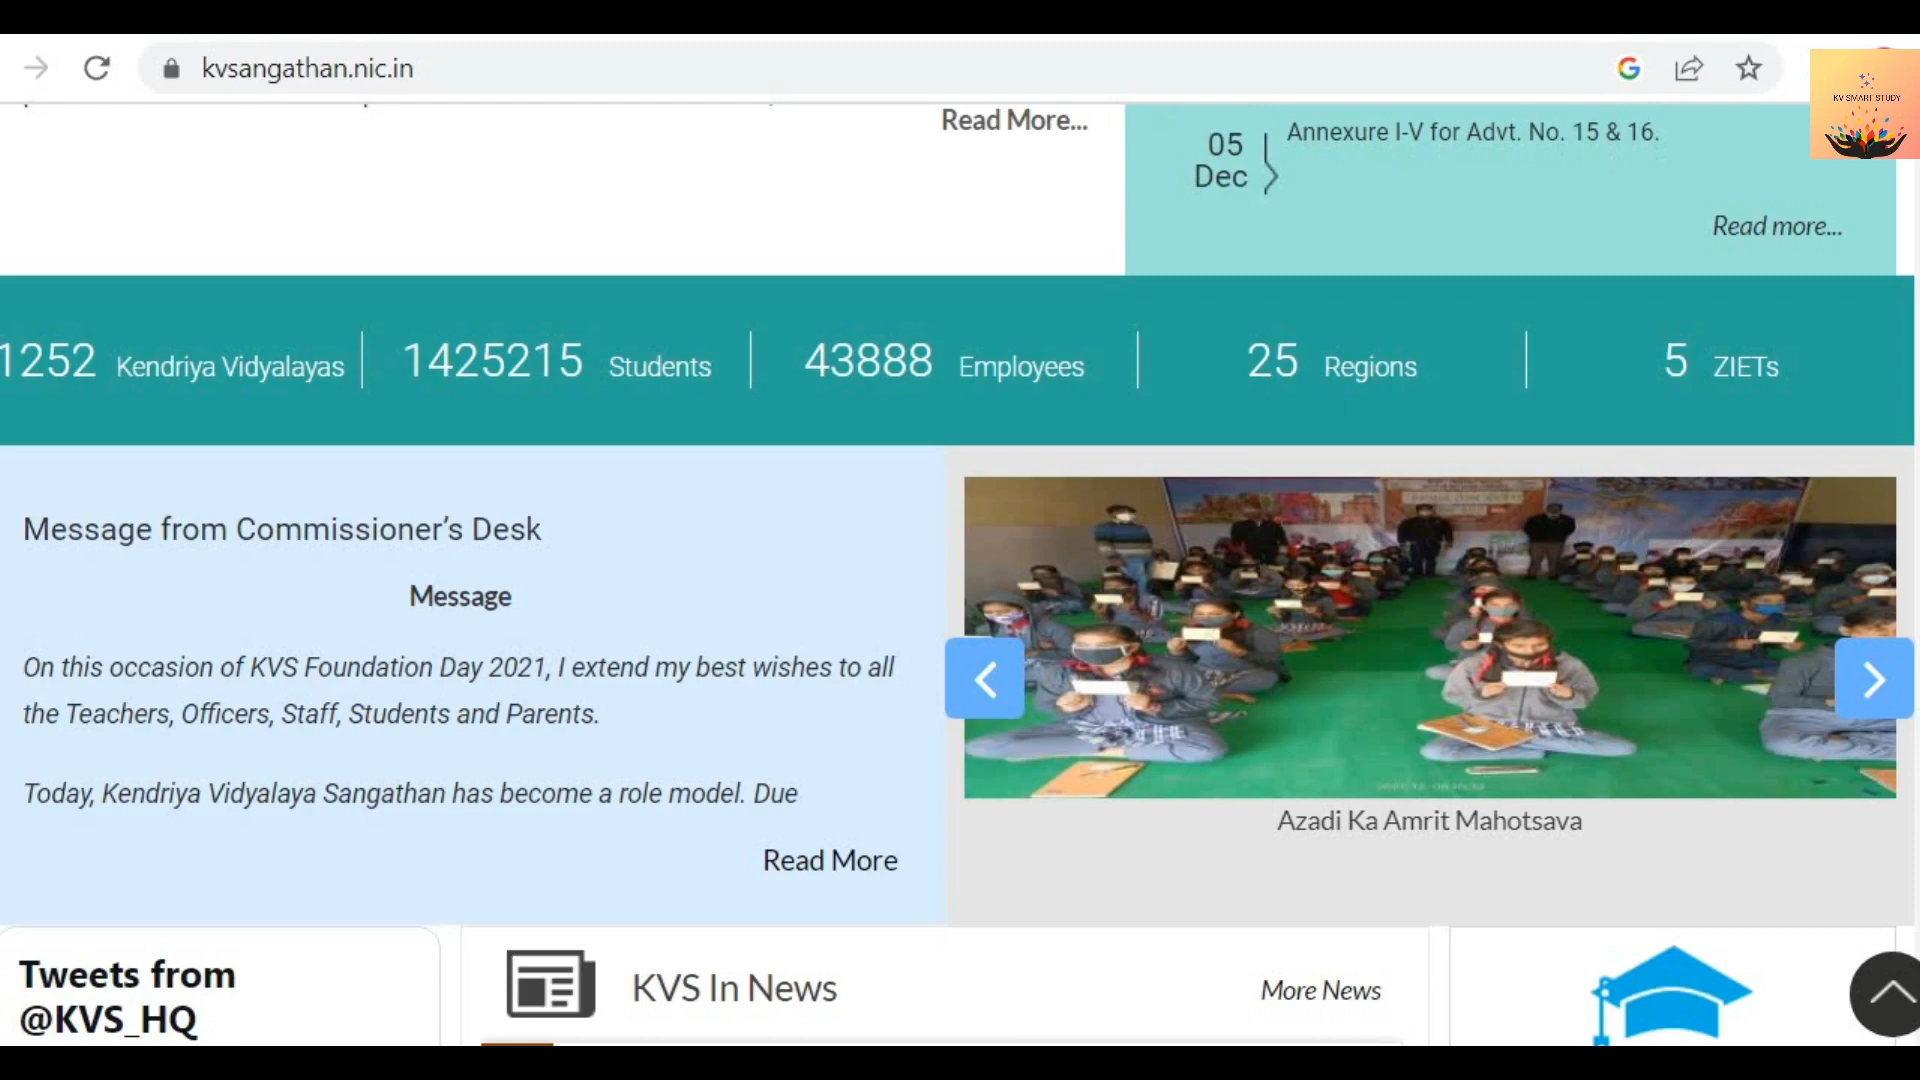 kvsangathan.nic.in
KV SMART STUDY
Read More...
05
Dec
Annexure I-V for Advt. No. 15 & 16.
Read more...
1252 Kendriya Vidyalayas
1425215 Students
43888 Employees
25 Regions
5 ZIETs
Message from Commissioner’s Desk
Message
On this occasion of KVS Foundation Day 2021, I extend my best wishes to all
the Teachers, Officers, Staff, Students and Parents.
Today, Kendriya Vidyalaya Sangathan has become a role model. Due
Read More
Azadi Ka Amrit Mahotsava
Tweets from
@KVS_HQ
KVS In News
More News